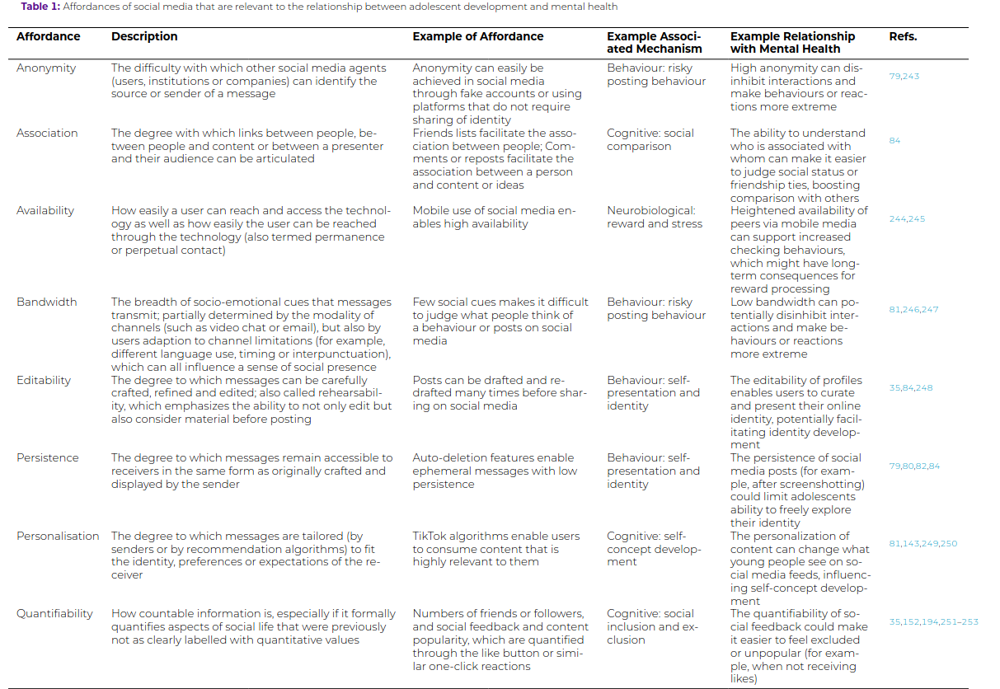 Table 1: Affordances of social media that are relevant to the relationship between adolescent development and mental health
Affordance
Description
Example of Affordance
Example Associ-
ated Mechanism
Example Relationship
with Mental Health
Refs.
Anonymity
The difficulty with which other social media agents
(users, institutions or companies) can identify the
source or sender of a message
Anonymity can easily be
achieved in social media
through fake accounts or using
platforms that do not require
sharing of identity
Behaviour: risky
posting behaviour
High anonymity can dis-
inhibit interactions and
make behaviours or reac-
tions more extreme
79,243
Association
The degree with which links between people, be-
tween people and content or between a presenter
and their audience can be articulated
Friends lists facilitate the asso-
ciation between people; Com-
ments or reposts facilitate the
association between a person
and content or ideas
Cognitive: social
comparison
The ability to understand
who is associated with
whom can make it easier
to judge social status or
friendship ties, boosting
comparison with others
84
Availability
How easily a user can reach and access the technol-
ogy as well as how easily the user can be reached
through the technology (also termed permanence
or perpetual contact)
Mobile use of social media en-
ables high availability
Neurobiological:
reward and stress
Heightened availability of
peers via mobile media
can support increased
checking behaviours,
which might have long-
term consequences for
reward processing
244,245
Bandwidth
The breadth of socio-emotional cues that messages
transmit; partially determined by the modality of
channels (such as video chat or email), but also by
users adaption to channel limitations (for example,
different language use, timing or interpunctuation),
which can all influence a sense of social presence
Few social cues makes it difficult
to judge what people think of
a behaviour or posts on social
media
Behaviour: risky
posting behaviour
Low bandwidth can po-
tentially disinhibit inter-
actions and make be-
haviours or reactions
more extreme
81,246,247
Editability
The degree to which messages can be carefully
crafted, refined and edited; also called rehearsabil-
ity, which emphasizes the ability to not only edit but
also consider material before posting
Posts can be drafted and re-
drafted many times before shar-
ing on social media
Behaviour: self-
presentation and
identity
The editability of profiles
enables users to curate
and present their online
identity, potentially facil-
itating identity develop-
ment
35,84,248
Persistence
The degree to which messages remain accessible to
receivers in the same form as originally crafted and
displayed by the sender
Auto-deletion features enable
ephemeral messages with low
persistence
Behaviour: self-
presentation and
identity
The persistence of social
media posts (for exam-
ple, after screenshotting)
could limit adolescents
ability to freely explore
their identity
79,80,82,84
Personalisation
The degree to which messages are tailored (by
senders or by recommendation algorithms) to fit
the identity, preferences or expectations of the re-
ceiver
TikTok algorithms enable users
to consume content that is
highly relevant to them
Cognitive: self-
concept develop-
ment
The personalization of
content can change what
young people see on so-
cial media feeds, influenc-
ing self-concept develop-
ment
81,143,249,250
Quantifiability
How countable information is, especially if it formally
quantifies aspects of social life that were previously
not as clearly labelled with quantitative values
Numbers of friends or followers,
and social feedback and content
popularity, which are quantified
through the like button or simi-
lar one-click reactions
Cognitive: social
inclusion and ex-
clusion
The quantifiability of so-
cial feedback could make
it easier to feel excluded
or unpopular (for exam-
ple, when not receiving
likes)
35,152,194,251–253